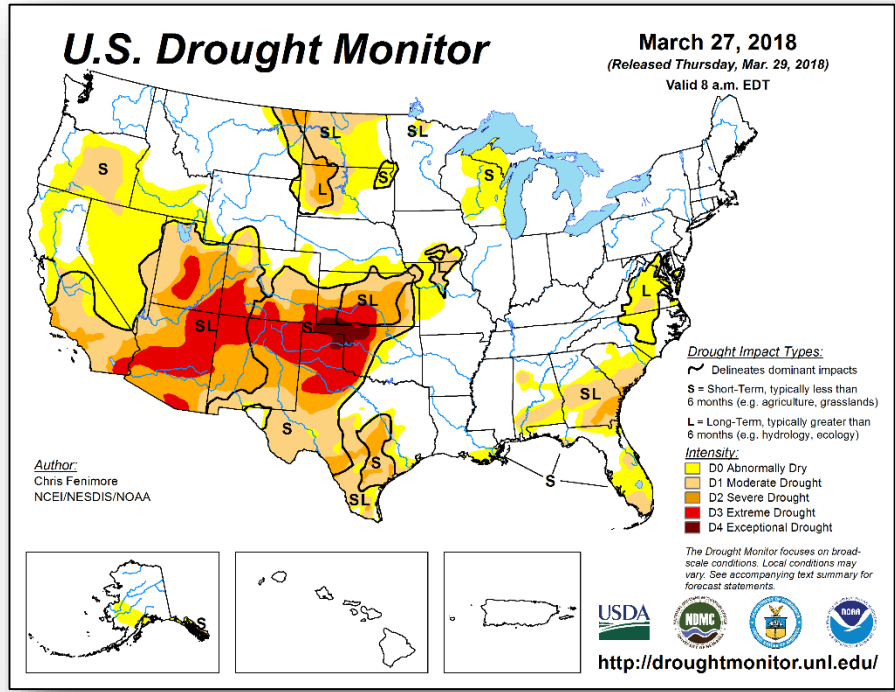 U.S. Drought Monitor
March 27, 2018
(Released Thursday, Mar. 29, 2018)
Valid 8 a.m. EDT
S
SL
SL
L
S
S
L
SL
SL
S
L
SL
S
S
SL
S
Drought Impact Types:
Delineates dominant impacts
S = Short-Term, typically less than
6 months (e.g. agriculture, grasslands)
L = Long-Term, typically greater than
6 months (e.g. hydrology, ecology)
Intensity:
D0 Abnormally Dry
D1 Moderate Drought
D2 Severe Drought
D3 Extreme Drought
D4 Exceptional Drought
Author:
Chris Fenimore
NCEI/NESDIS/NOAA
The Drought Monitor focuses on broad-
scale conditions. Local conditions may
vary. See accompanying text summary for
forecast statements.
S
USDA
NDMC
NOAA
http://droughtmonitor.unl.edu/